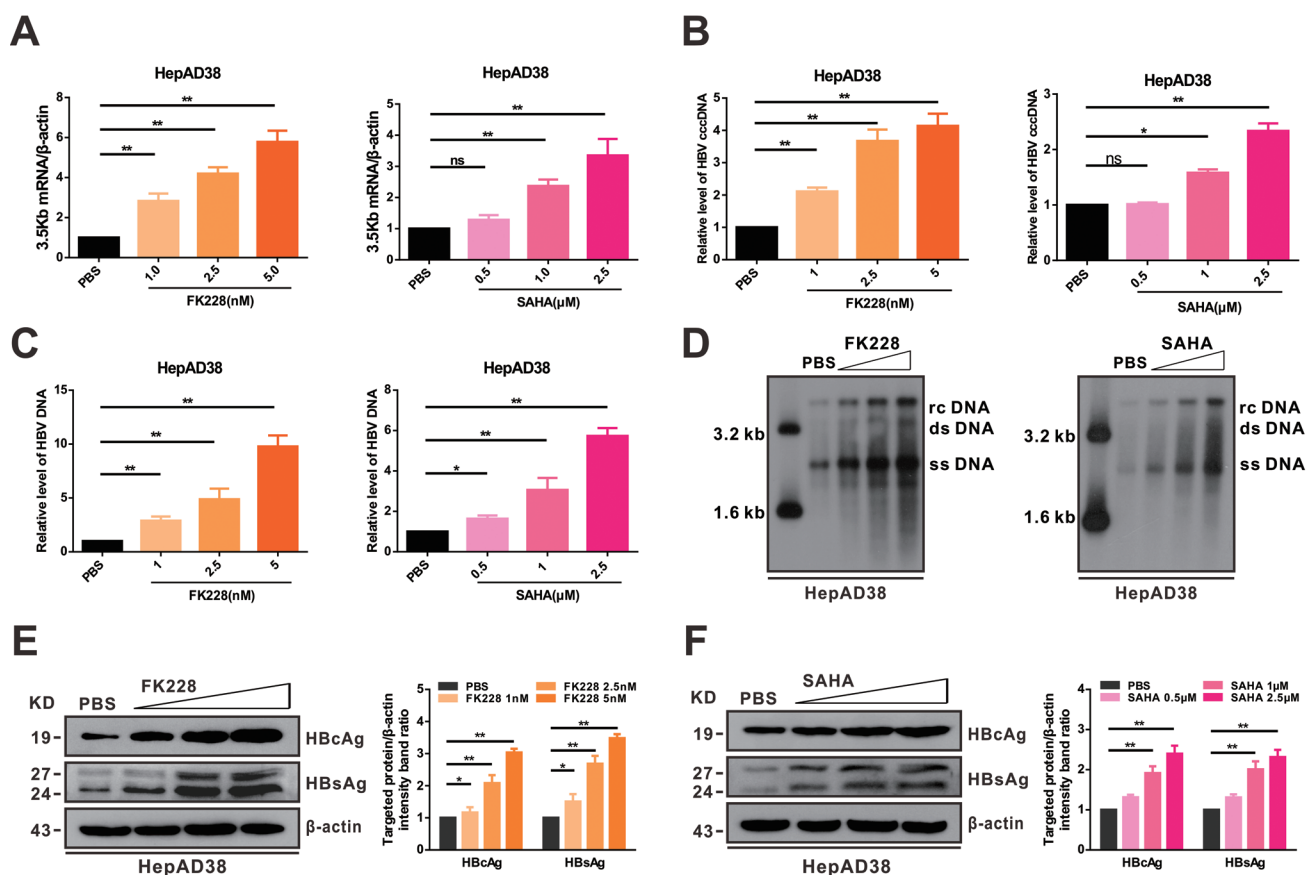 A
HepAD38
3.5Kb mRNA/β-actin
8
6
4
2
0
**
**
**
PBS
1.0
2.5
5.0
FK228(nM)
HepAD38
3.5Kb mRNA/β-actin
5
4
3
2
1
0
**
**
ns
PBS
0.5
1.0
2.5
SAHA(μM)
B
HepAD38
Relative level of HBV cccDNA
5
4
3
2
1
0
**
**
**
PBS
1
2.5
5
FK228(nM)
HepAD38
Relative level of HBV cccDNA
3
2
1
0
**
*
ns
PBS
0.5
1
2.5
SAHA(μM)
C
HepAD38
Relative level of HBV DNA
15
10
5
0
**
**
**
PBS
1
2.5
5
FK228(nM)
HepAD38
Relative level of HBV DNA
8
6
4
2
0
**
**
*
PBS
0.5
1
2.5
SAHA(μM)
D
FK228
PBS
3.2 kb
1.6 kb
rc DNA
ds DNA
ss DNA
HepAD38
SAHA
PBS
3.2 kb
1.6 kb
rc DNA
ds DNA
ss DNA
HepAD38
E
FK228
KD PBS
19 HBcAg
27
24 HBsAg
43 β-actin
HepAD38
PBS FK228 2.5nM
FK228 1nM FK228 5nM
Targeted protein/β-actin
intensity band ratio
5
4
3
2
1
0
**
**
*
**
**
*
HBcAg HBsAg
F
SAHA
KD PBS
19 HBcAg
27
24 HBsAg
43 β-actin
HepAD38
PBS SAHA 1μM
SAHA 0.5μM SAHA 2.5μM
Targeted protein/β-actin
intensity band ratio
4
3
2
1
0
**
**
**
**
HBcAg HBsAg